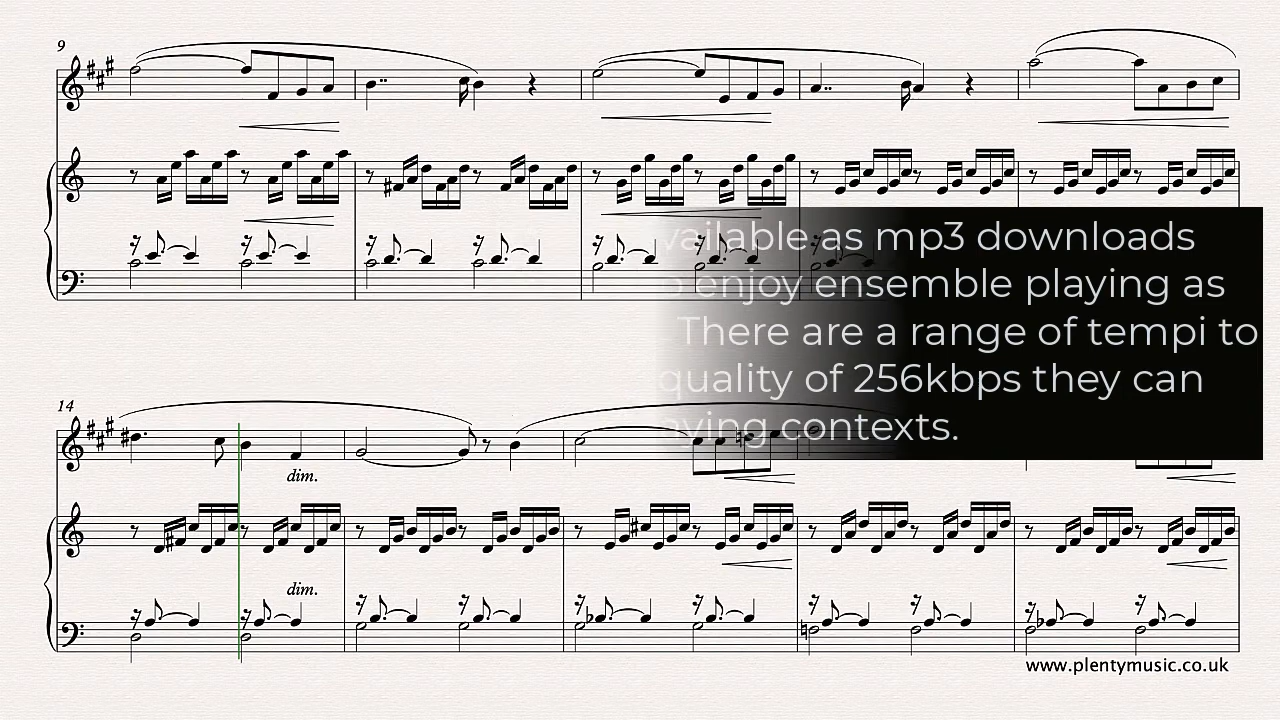 9
vailable as mp3 downloads
enjoy ensemble playing as
There are a range of tempi to
quality of 256kbps they can
contexts.
14
dim.
dim.
www.plentymusic.co.uk